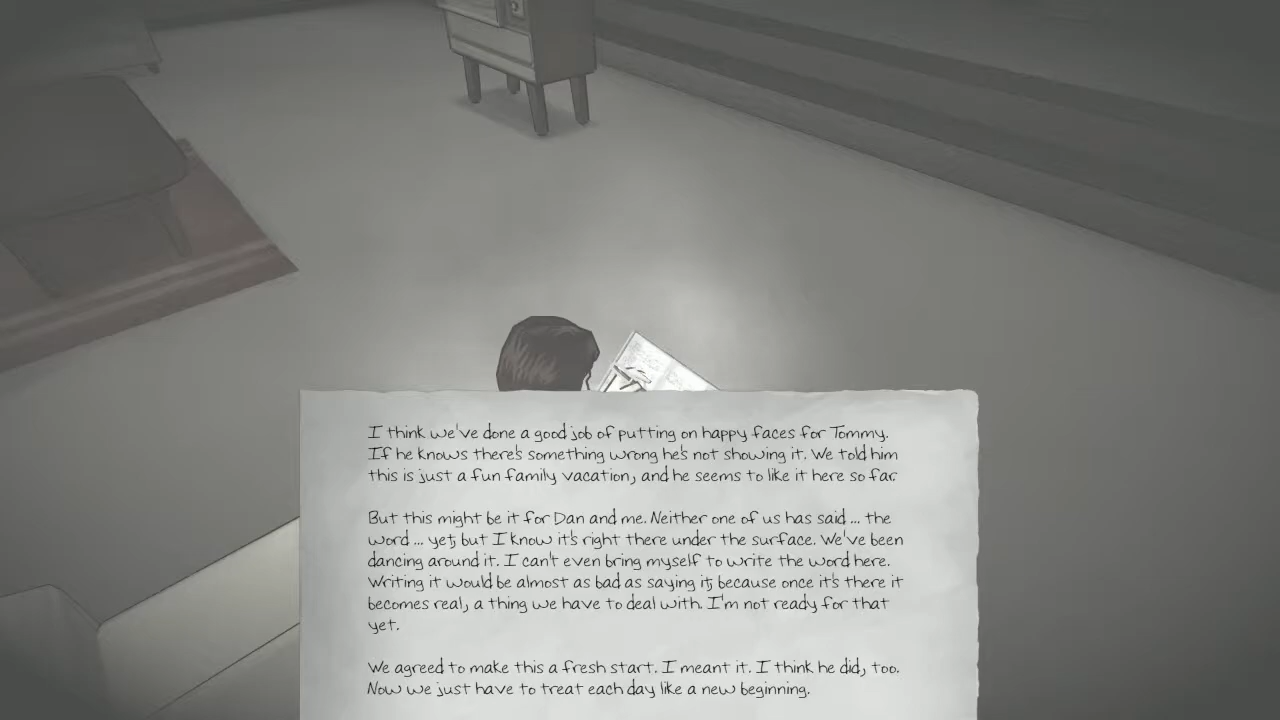 I think we've done a good job of putting on happy faces for Tommy.
If he knows there's something wrong he's not showing it. We told him
this is just a fun family vacation, and he seems to like it here so far.
But this might be it for Dan and me. Neither one of us has said ... the
word ... yet, but I know it's right there under the surface. We've been
dancing around it. I can't even bring myself to write the word here.
Writing it would be almost as bad as saying it, because once it's there it
becomes real, a thing we have to deal with. I'm not ready for that
yet.
We agreed to make this a fresh start. I meant it. I think he did, too.
Now we just have to treat each day like a new beginning.